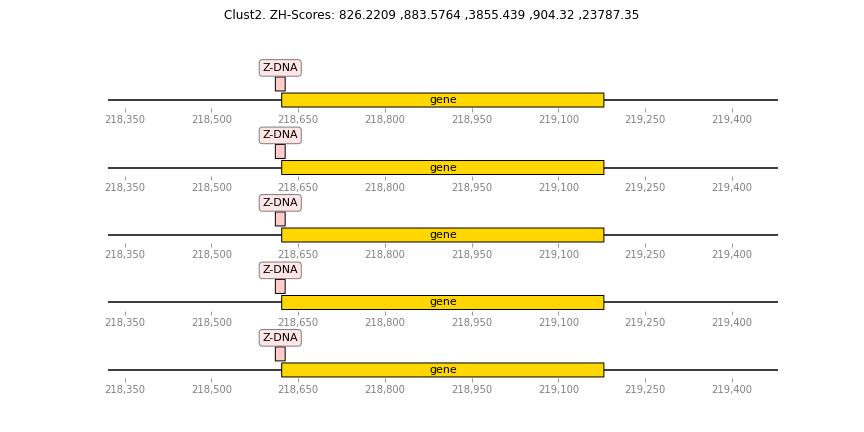 Clust2. ZH-Scores: 826.2209 ,883.5764 ,3855.439 ,904.32 ,23787.35
Z-DNA
gene
218,350 218,500 218,650 218,800 218,950 219,100 219,250 219,400
Z-DNA
gene
218,350 218,500 218,650 218,800 218,950 219,100 219,250 219,400
Z-DNA
gene
218,350 218,500 218,650 218,800 218,950 219,100 219,250 219,400
Z-DNA
gene
218,350 218,500 218,650 218,800 218,950 219,100 219,250 219,400
Z-DNA
gene
218,350 218,500 218,650 218,800 218,950 219,100 219,250 219,400